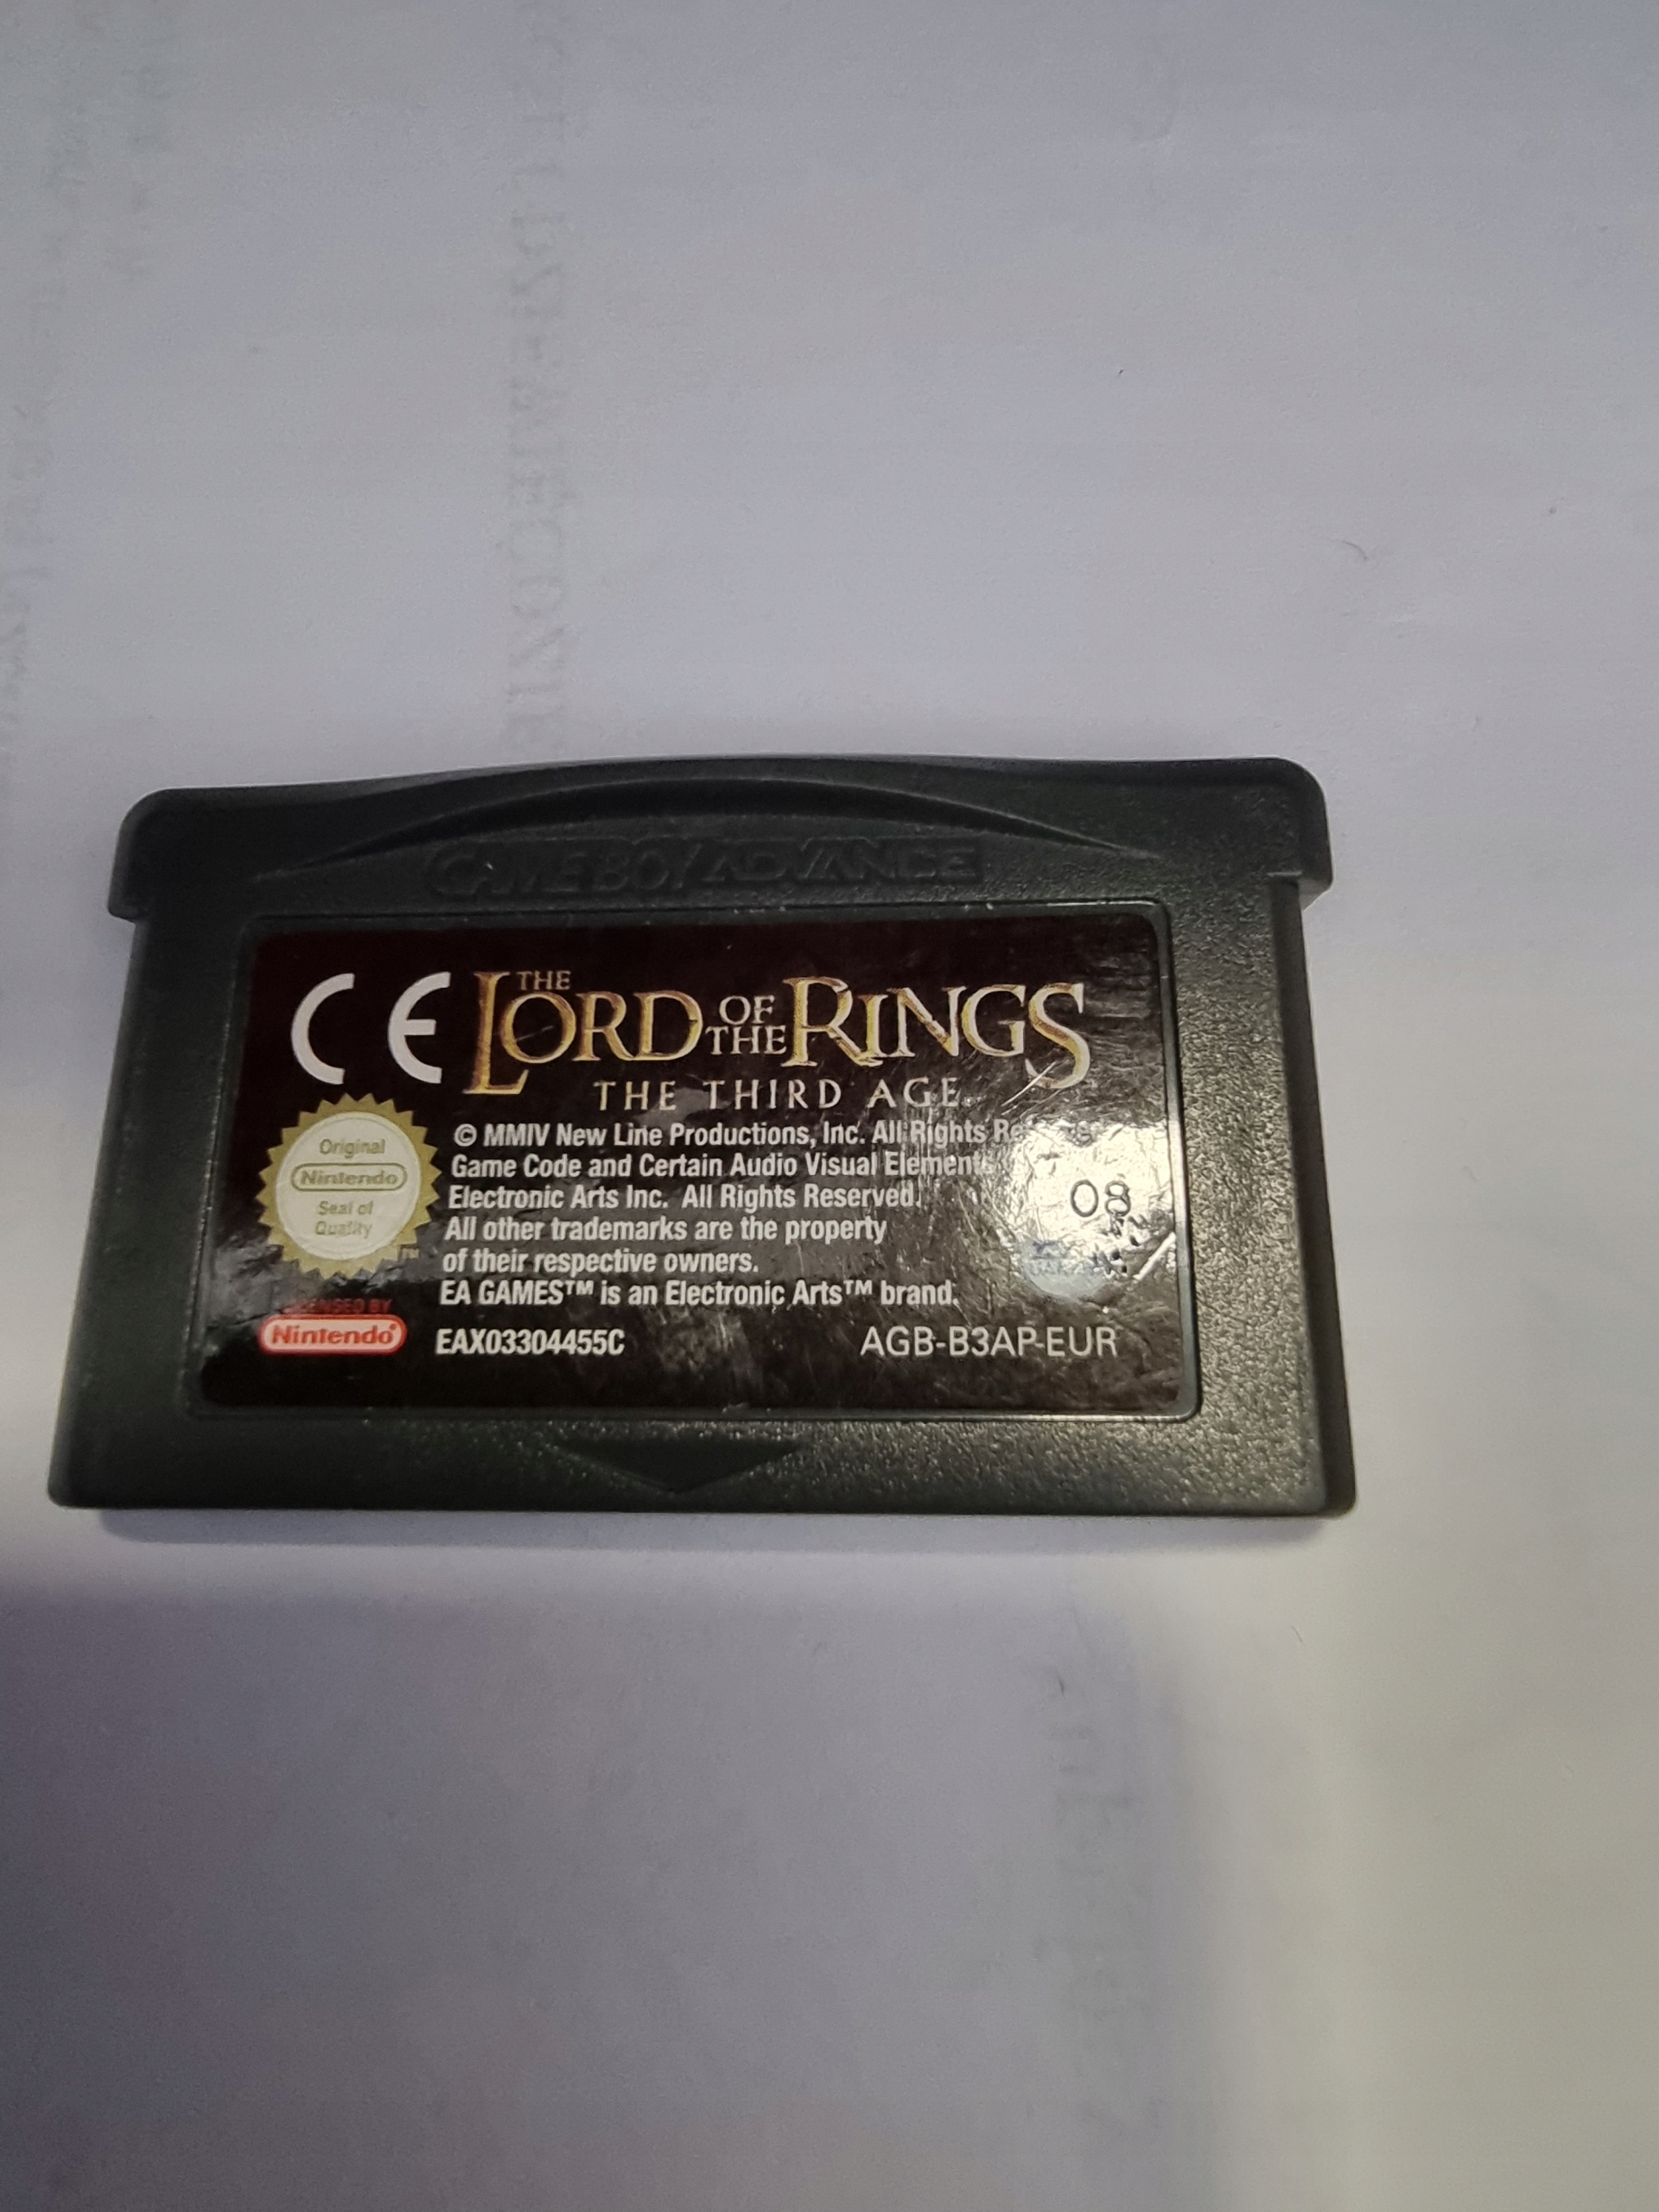 GAME BOY ADVANCE
CE
THE
LORD OF THE RINGS
THE THIRD AGE
© MMIV New Line Productions, Inc. All Rights
Game Code and Certain Audio Visual
Electronic Arts Inc. All Rights Reserved.
All other trademarks are the property
of their respective owners.
EA GAMES™ is an Electronic Arts™ brand.
Original
Nintendo
Seal of
Quality
TM
08
LICENSED BY
Nintendo
EAX03304455C
AGB-B3AP-EUR